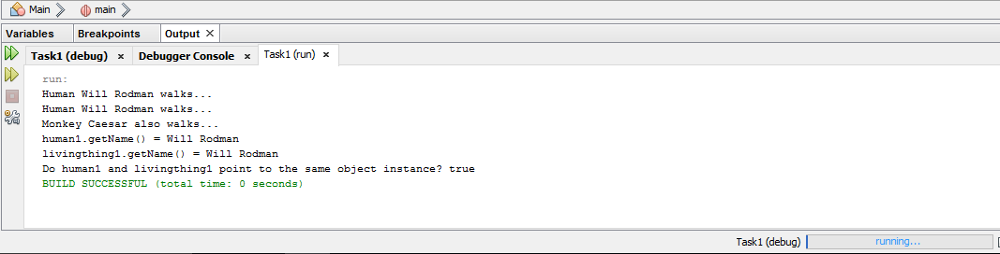 Main main
Variables Breakpoints Output
Task1 (debug) Debugger Console Task1 (run)
run:
Human Will Rodman walks...
Human Will Rodman walks...
Monkey Caesar also walks...
human1.getName() = Will Rodman
livingthing1.getName() = Will Rodman
Do human1 and livingthing1 point to the same object instance? true
BUILD SUCCESSFUL (total time: 0 seconds)
Task1 (debug) running...